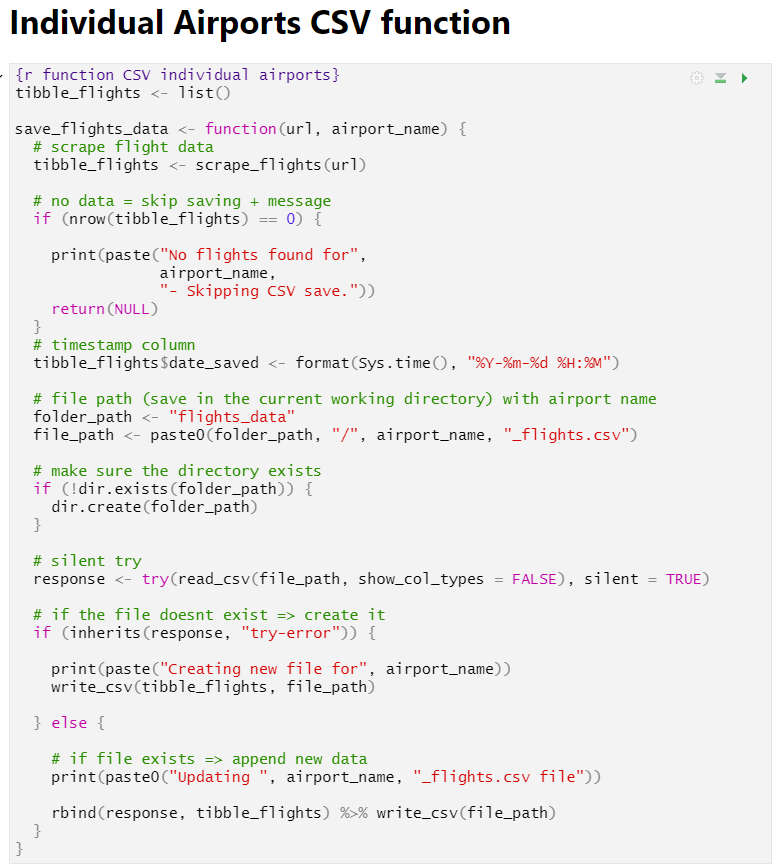 Individual Airports CSV function
{r function CSV individual airports}
tibble_flights <- list()
save_flights_data <- function(url, airport_name) {
  # scrape flight data
  tibble_flights <- scrape_flights(url)
  # no data = skip saving + message
  if (nrow(tibble_flights) == 0) {
    print(paste("No flights found for",
                airport_name,
                "- Skipping CSV save."))
    return(NULL)
  }
  # timestamp column
  tibble_flights$date_saved <- format(Sys.time(), "%Y-%m-%d %H:%M")
  # file path (save in the current working directory) with airport name
  folder_path <- "flights_data"
  file_path <- paste0(folder_path, "/", airport_name, "_flights.csv")
  # make sure the directory exists
  if (!dir.exists(folder_path)) {
    dir.create(folder_path)
  }
  # silent try
  response <- try(read_csv(file_path, show_col_types = FALSE), silent = TRUE)
  # if the file doesnt exist => create it
  if (inherits(response, "try-error")) {
    print(paste("Creating new file for", airport_name))
    write_csv(tibble_flights, file_path)
  } else {
    # if file exists => append new data
    print(paste0("Updating ", airport_name, "_flights.csv file"))
    rbind(response, tibble_flights) %>% write_csv(file_path)
  }
}